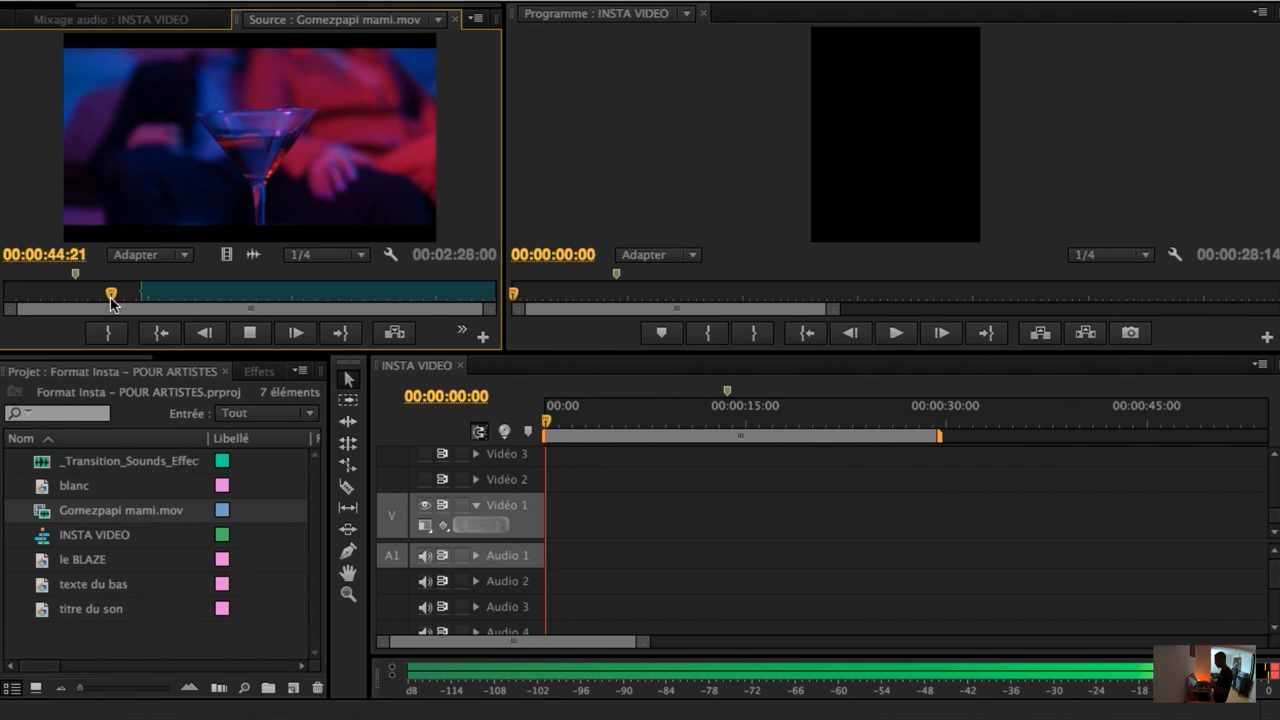 Mixage audio : INSTA VIDEO
Source : Gomezpapi mami.mov
Programme : INSTA VIDEO
00:00:44:21
Adapter
1/4
00:02:28:00
00:00:00:00
Adapter
1/4
00:00:28:14
Projet : Format Insta – POUR ARTISTES
Effets
Format Insta – POUR ARTISTES.prproj
7 éléments
Entrée :
Tout
Nom
Libellé
_Transition_Sounds_Effec
blanc
Gomezpapi mami.mov
INSTA VIDEO
le BLAZE
texte du bas
titre du son
INSTA VIDEO
00:00:00:00
00:00
00:00:15:00
00:00:30:00
00:00:45:00
Vidéo 3
Vidéo 2
V
Vidéo 1
A1
Audio 1
Audio 2
Audio 3
Audio 4
dB
-114
-108
-102
-96
-90
-84
-78
-72
-66
-60
-54
-48
-42
-36
-30
-24
-18
0